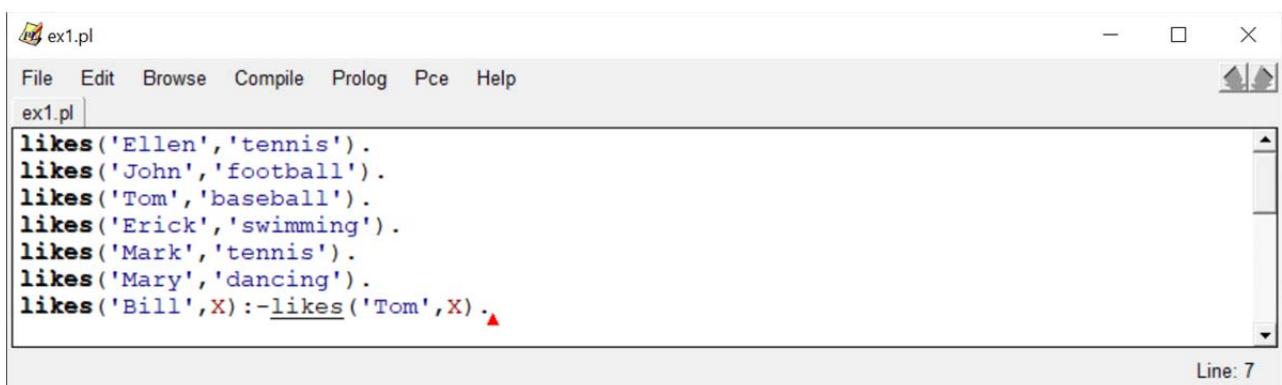 ex1.pl
File Edit Browse Compile Prolog Pce Help
ex1.pl
likes('Ellen','tennis').
likes('John','football').
likes('Tom','baseball').
likes('Erick','swimming').
likes('Mark','tennis').
likes('Mary','dancing').
likes('Bill',X):-likes('Tom',X).
Line: 7